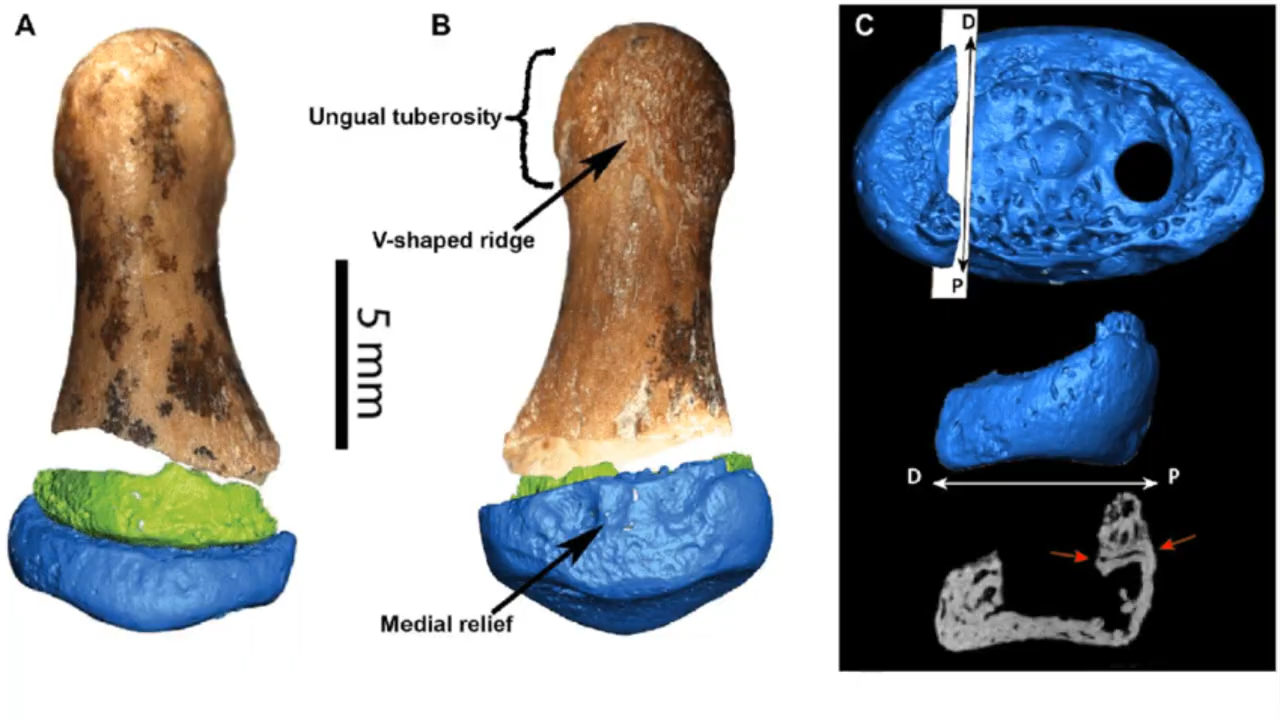 A
B
C
Ungual tuberosity
V-shaped ridge
5 mm
Medial relief
D
P
D
P